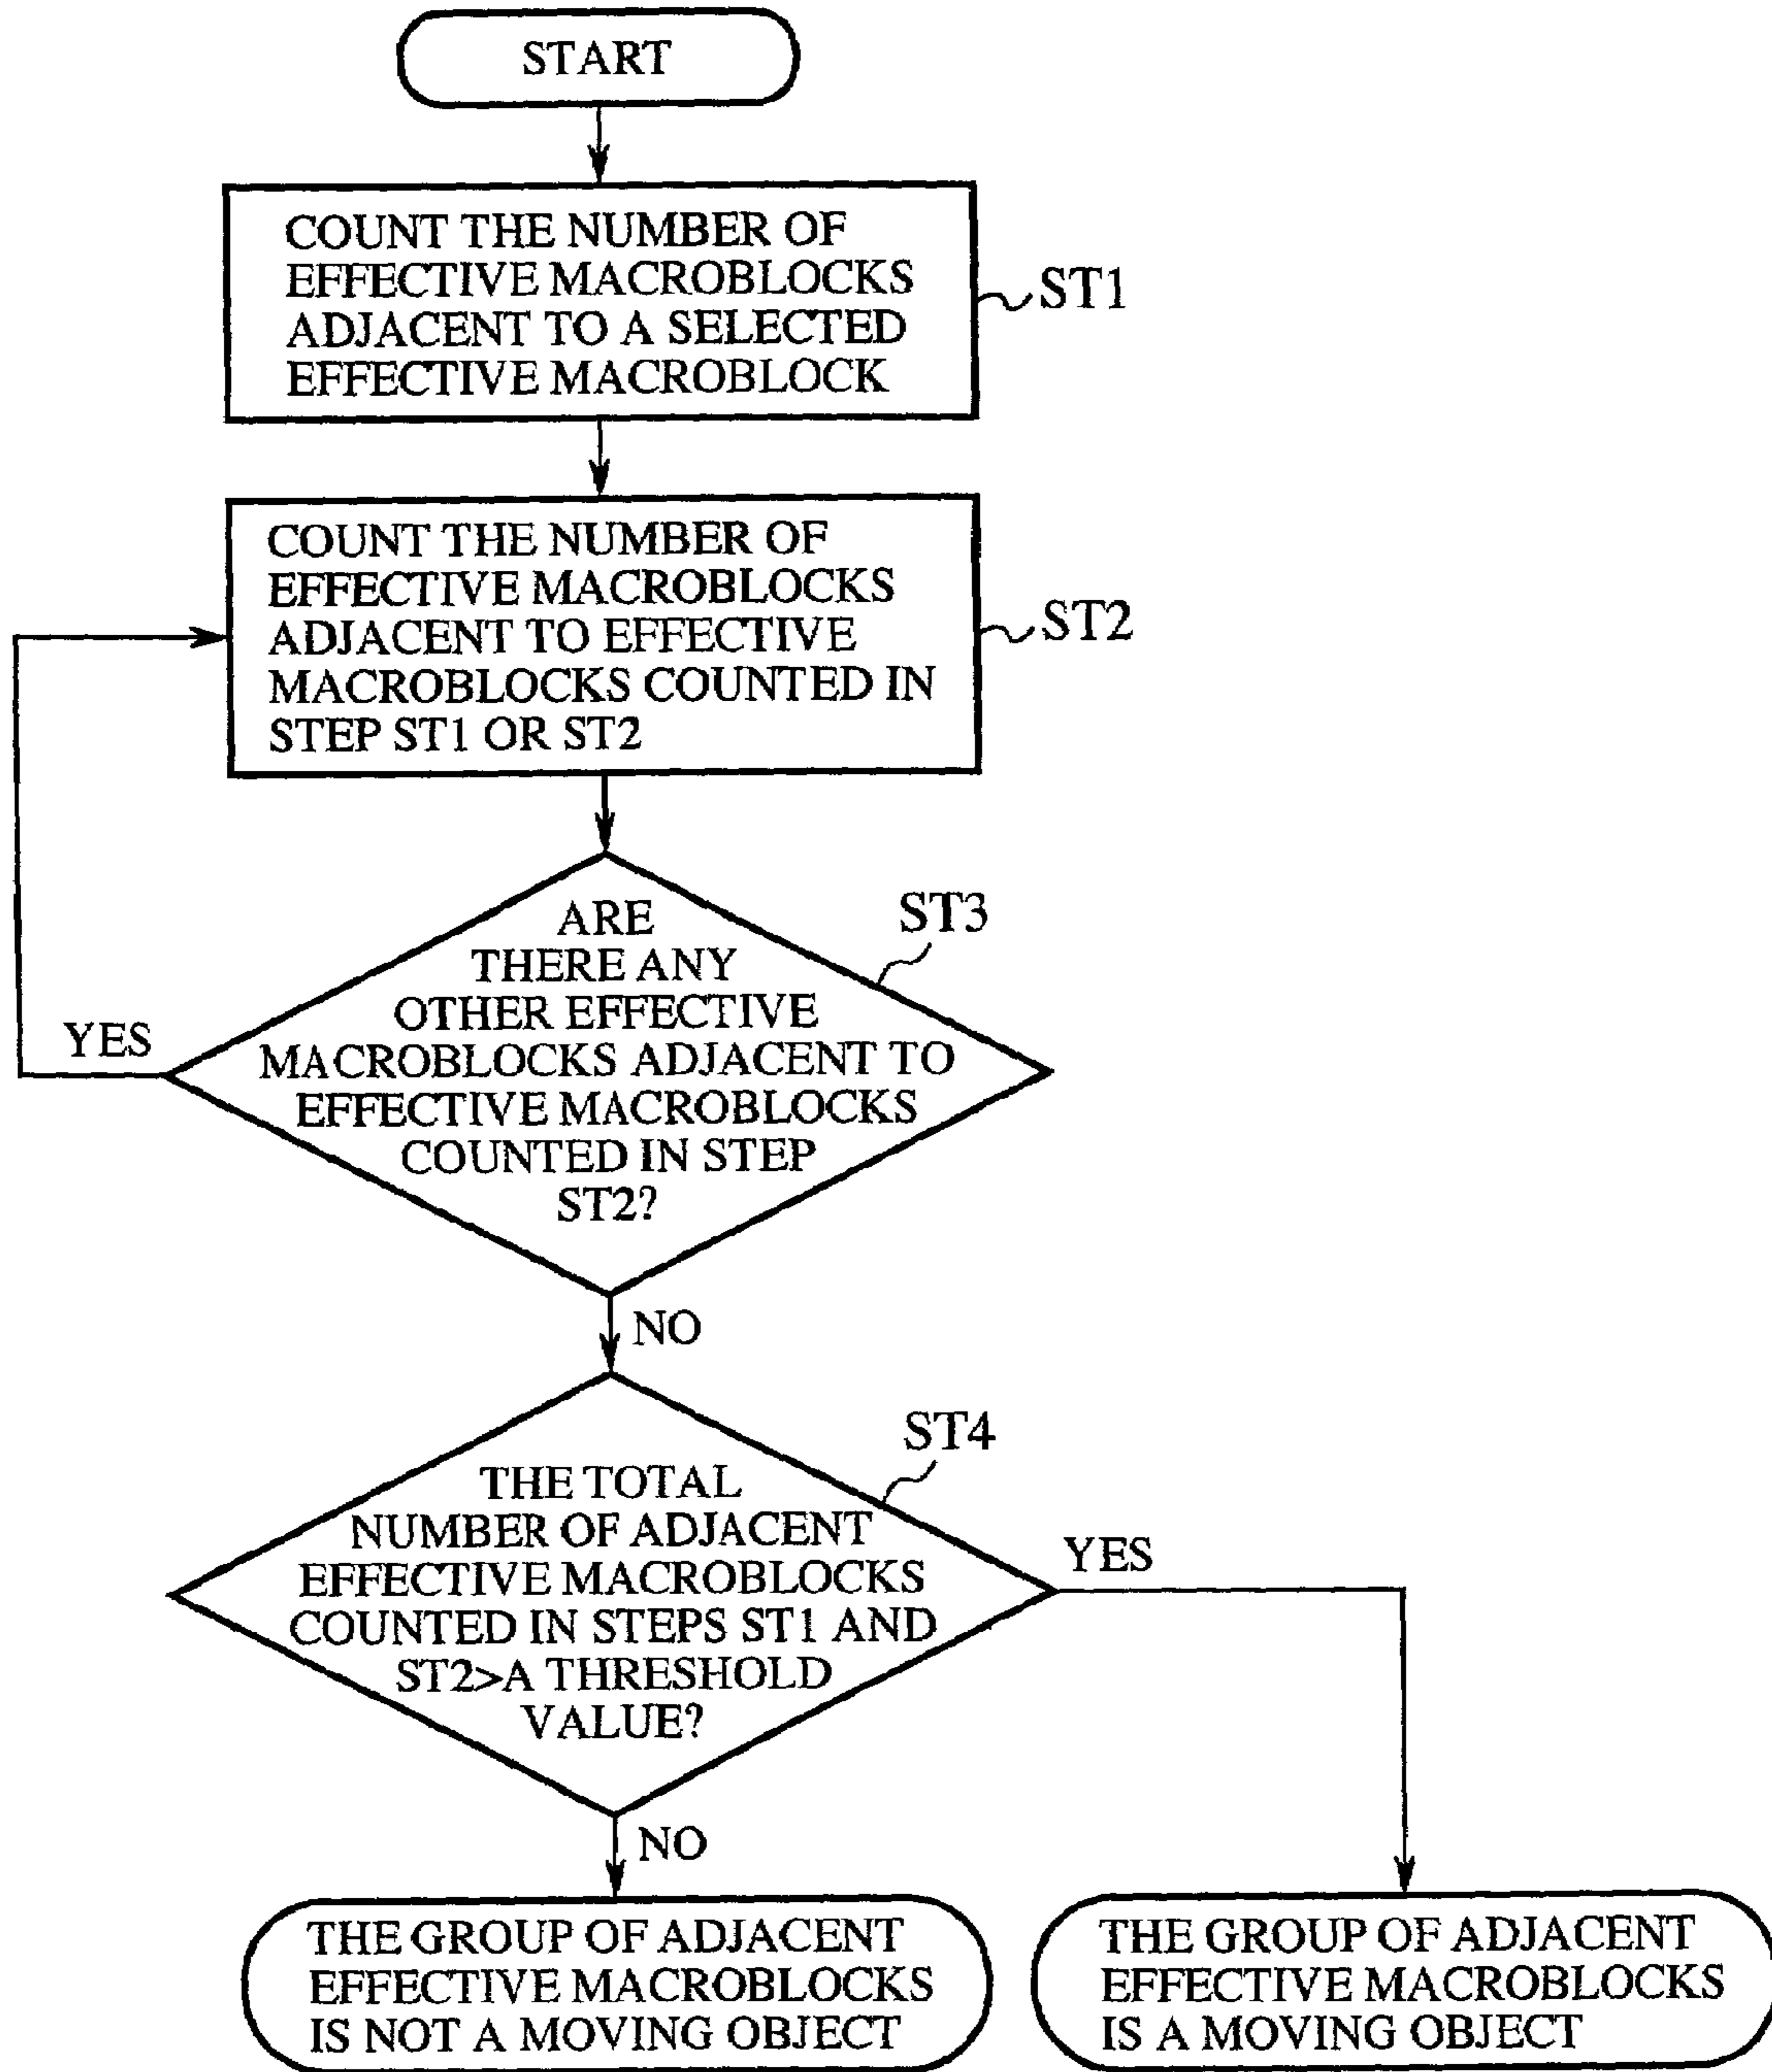 START
COUNT THE NUMBER OF
EFFECTIVE MACROBLOCKS
ADJACENT TO A SELECTED
EFFECTIVE MACROBLOCK
ST1
COUNT THE NUMBER OF
EFFECTIVE MACROBLOCKS
ADJACENT TO EFFECTIVE
MACROBLOCKS COUNTED IN
STEP ST1 OR ST2
ST2
ARE
THERE ANY
OTHER EFFECTIVE
MACROBLOCKS ADJACENT TO
EFFECTIVE MACROBLOCKS
COUNTED IN STEP
ST2?
ST3
YES
NO
THE TOTAL
NUMBER OF ADJACENT
EFFECTIVE MACROBLOCKS
COUNTED IN STEPS ST1 AND
ST2>A THRESHOLD
VALUE?
ST4
YES
NO
THE GROUP OF ADJACENT
EFFECTIVE MACROBLOCKS
IS NOT A MOVING OBJECT
THE GROUP OF ADJACENT
EFFECTIVE MACROBLOCKS
IS A MOVING OBJECT